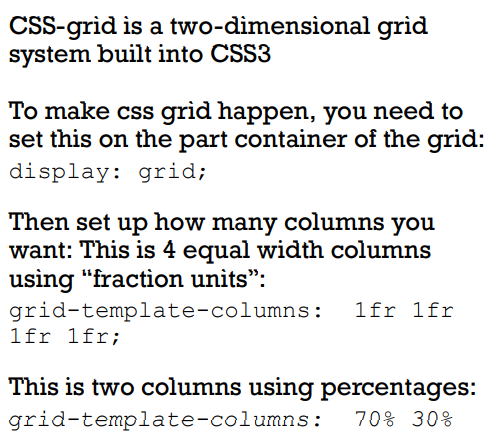 CSS-grid is a two-dimensional grid
system built into CSS3
To make css grid happen, you need to
set this on the part container of the grid:
display: grid;
Then set up how many columns you
want: This is 4 equal width columns
using “fraction units”:
grid-template-columns:  1fr 1fr
1fr 1fr;
This is two columns using percentages:
grid-template-columns:  70% 30%